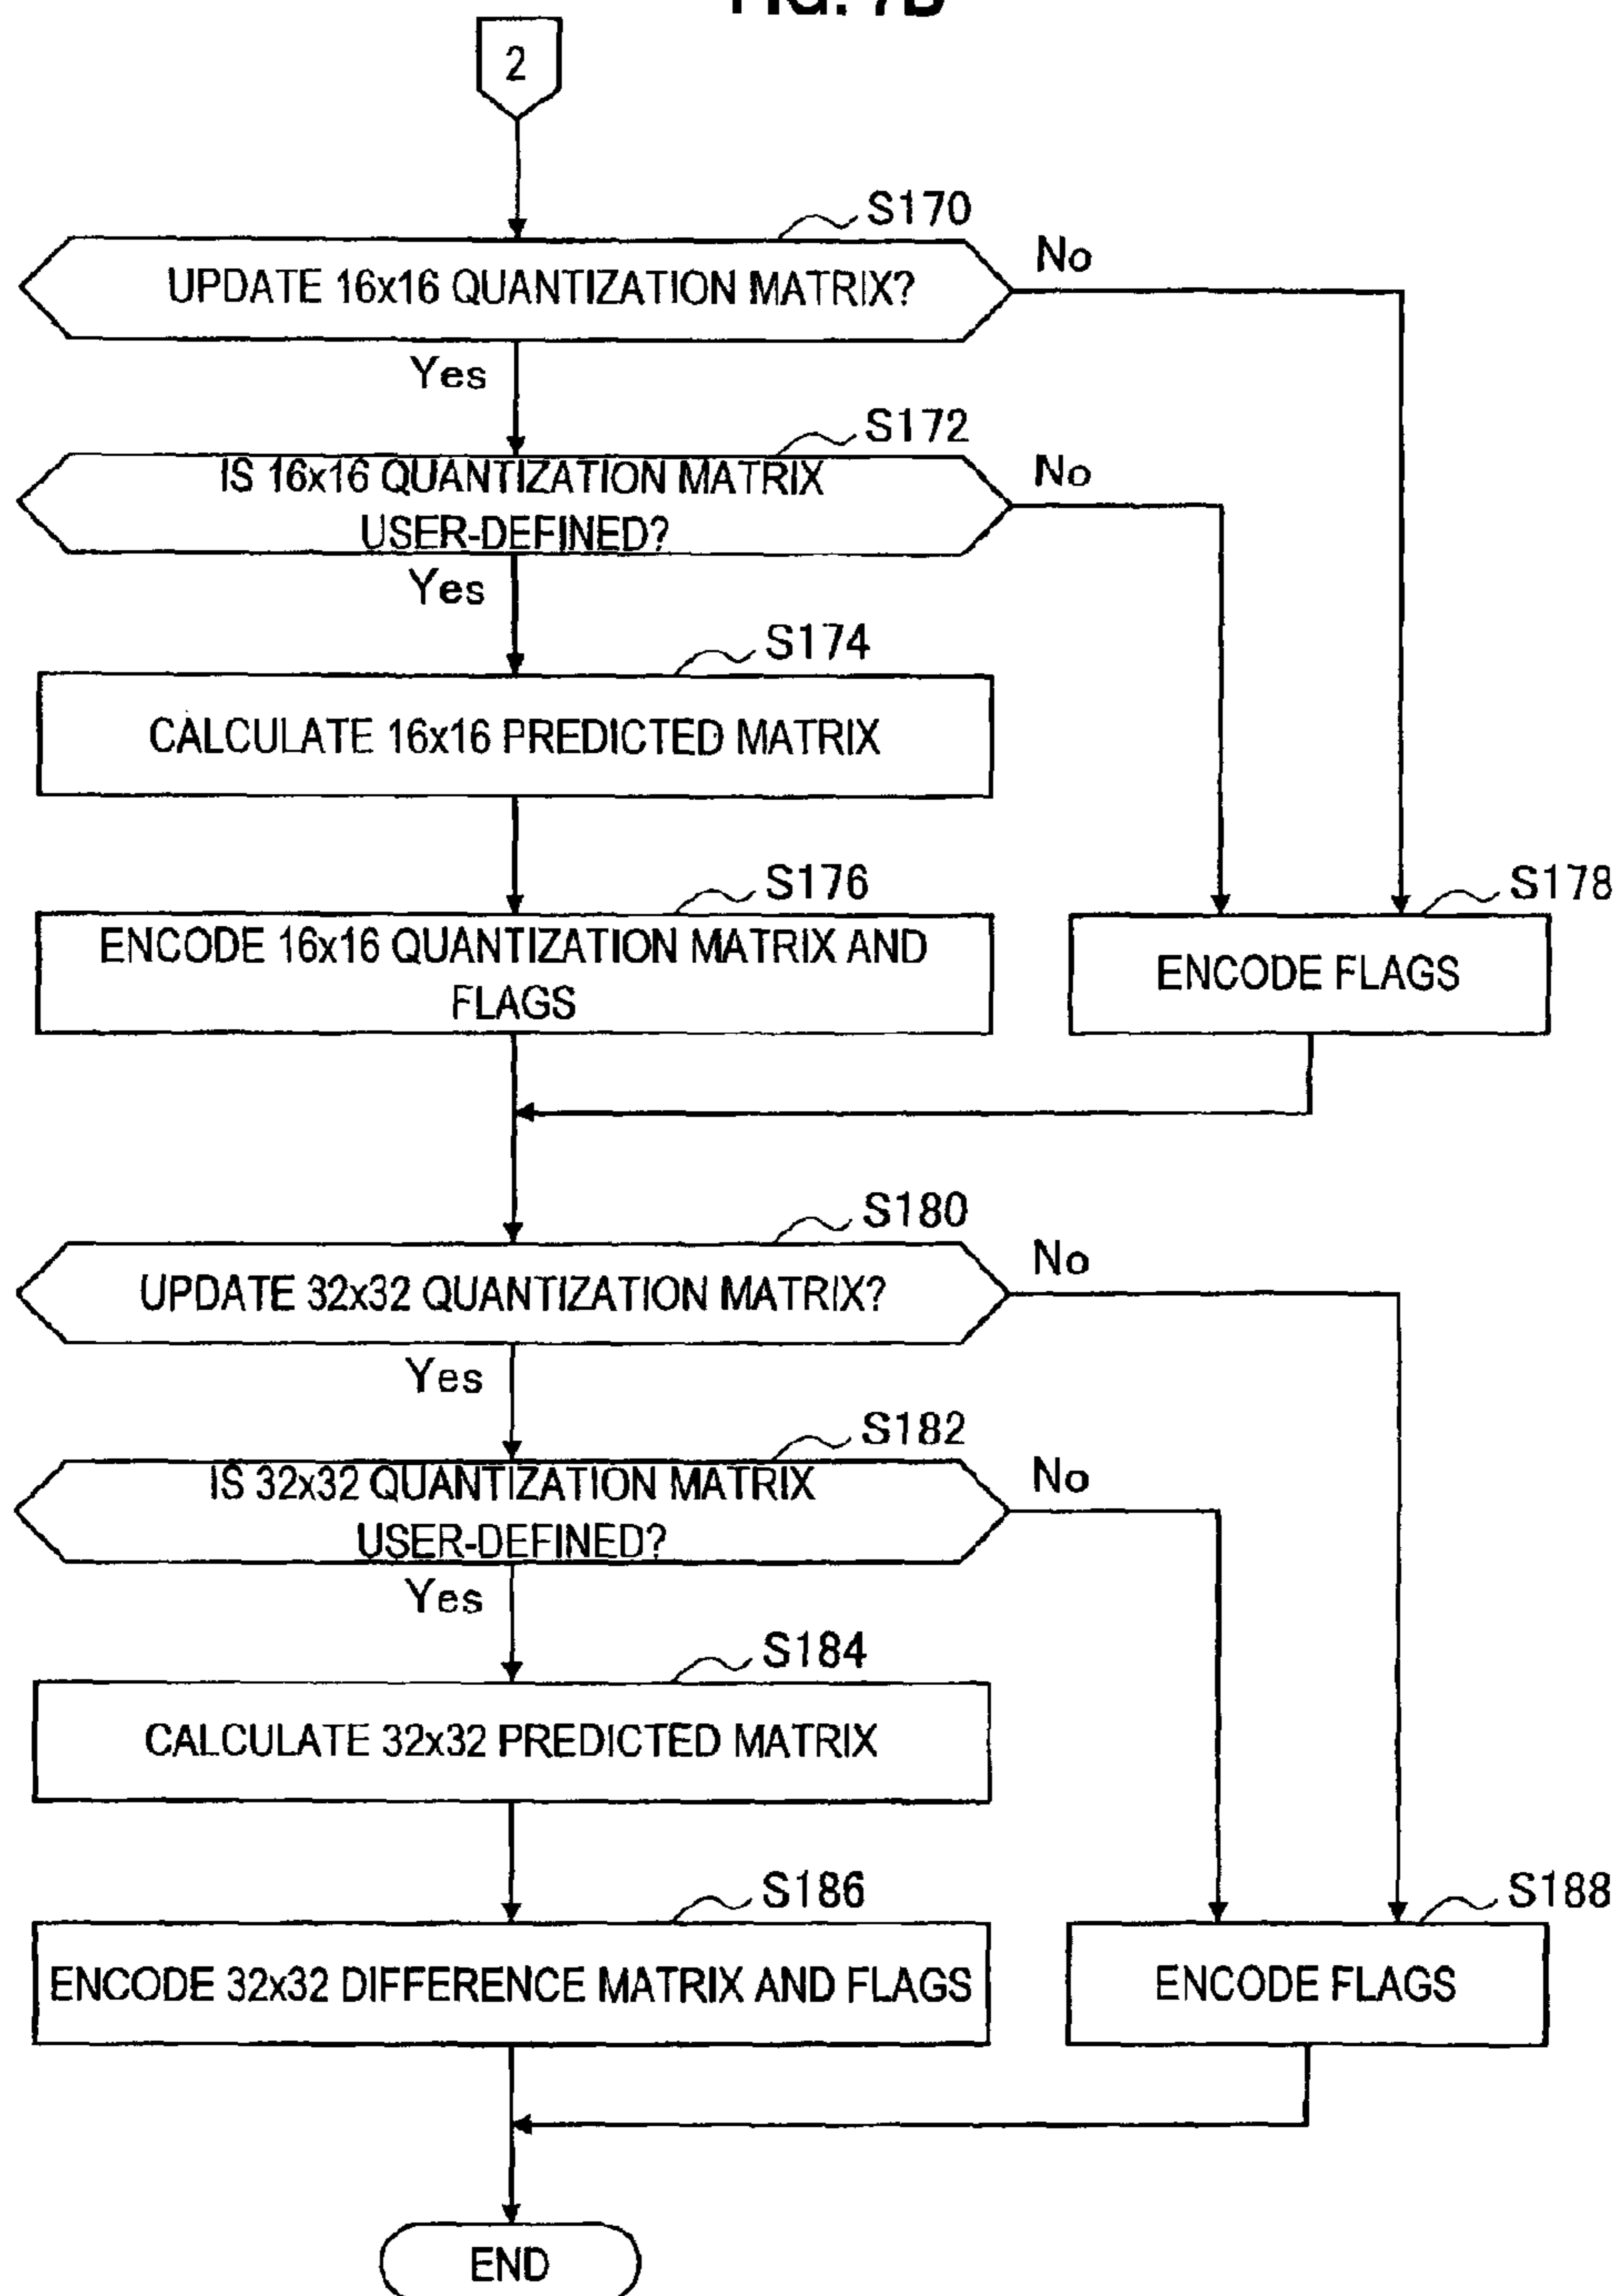 FIG. 7B
2
S170
UPDATE 16x16 QUANTIZATION MATRIX?
No
Yes
S172
IS 16x16 QUANTIZATION MATRIX
USER-DEFINED?
No
Yes
S174
CALCULATE 16x16 PREDICTED MATRIX
S176
ENCODE 16x16 QUANTIZATION MATRIX AND
FLAGS
S178
ENCODE FLAGS
S180
UPDATE 32x32 QUANTIZATION MATRIX?
No
Yes
S182
IS 32x32 QUANTIZATION MATRIX
USER-DEFINED?
No
Yes
S184
CALCULATE 32x32 PREDICTED MATRIX
S186
ENCODE 32x32 DIFFERENCE MATRIX AND FLAGS
S188
ENCODE FLAGS
END